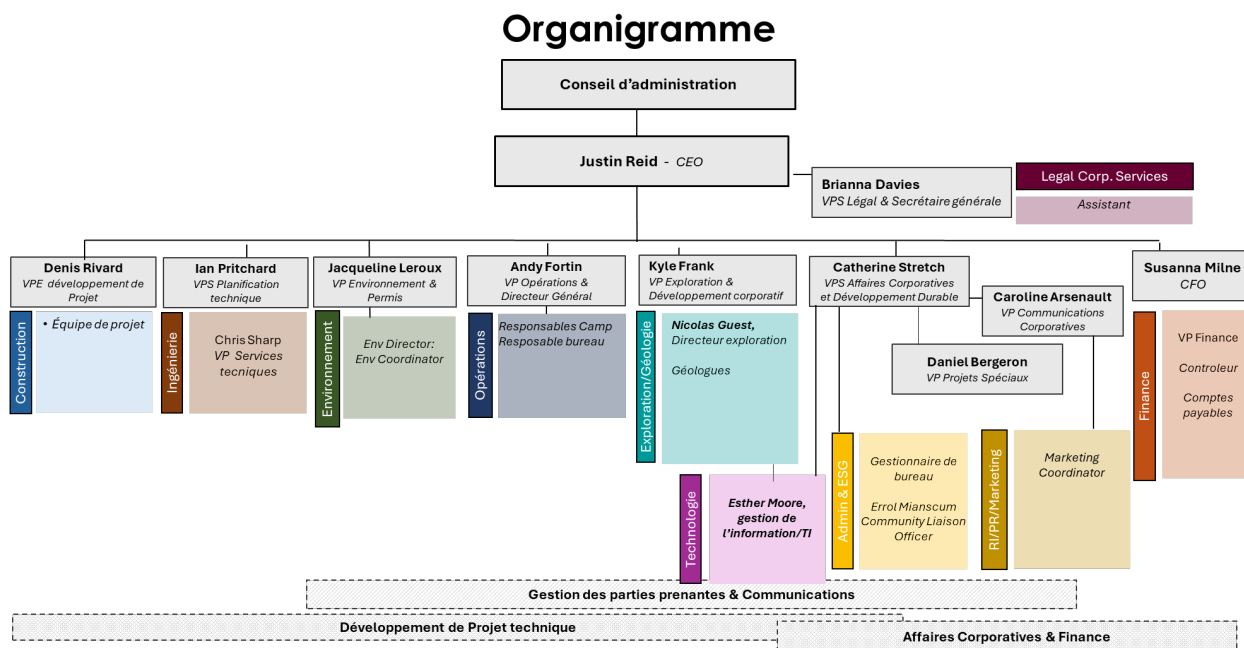 Organigramme
Conseil d'administration
Justin Reid - CEO
Brianna Davies
VPS Légal & Secrétaire générale
Legal Corp. Services
Assistant
Denis Rivard
VPE développement de
Projet
Ian Pritchard
VPS Planification
technique
Jacqueline Leroux
VP Environnement &
Permis
Andy Fortin
VP Opérations &
Directeur Général
Kyle Frank
VP Exploration &
Développement corporatif
Catherine Stretch
VPS Affaires Corporatives
et Développement Durable
Caroline Arsenault
VP Communications
Corporatives
Susanna Milne
CFO
Daniel Bergeron
VP Projets Spéciaux
Construction
• Équipe de projet
Ingénierie
Chris Sharp
VP Services
tecniques
Environnement
Env Director:
Env Coordinator
Opérations
Responsables Camp
Resposable bureau
Exploration/Géologie
Nicolas Guest,
Directeur exploration
Géologues
Finance
VP Finance
Controleur
Comptes
payables
Technologie
Esther Moore,
gestion de
l'information/TI
Admin & ESG
Gestionnaire de
bureau
Errol Mianscum
Community Liaison
Officer
RI/PR/Marketing
Marketing
Coordinator
Gestion des parties prenantes & Communications
Développement de Projet technique
Affaires Corporatives & Finance